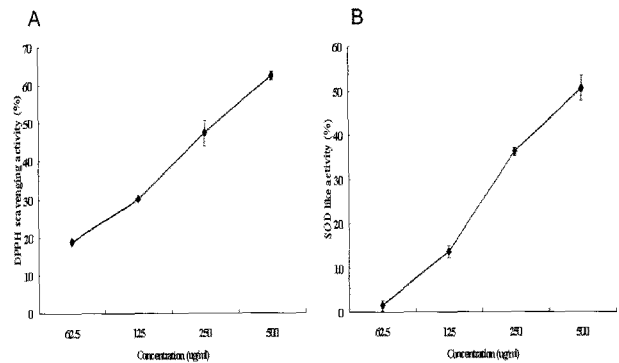 A
70
60
50
40
30
20
10
0
DPPH scavenging activity (%)
62.5 125 250 500
Concentration (ug/ml)
B
60
50
40
30
20
10
0
SOD like activity (%)
62.5 125 250 500
Concentration (ug/ml)